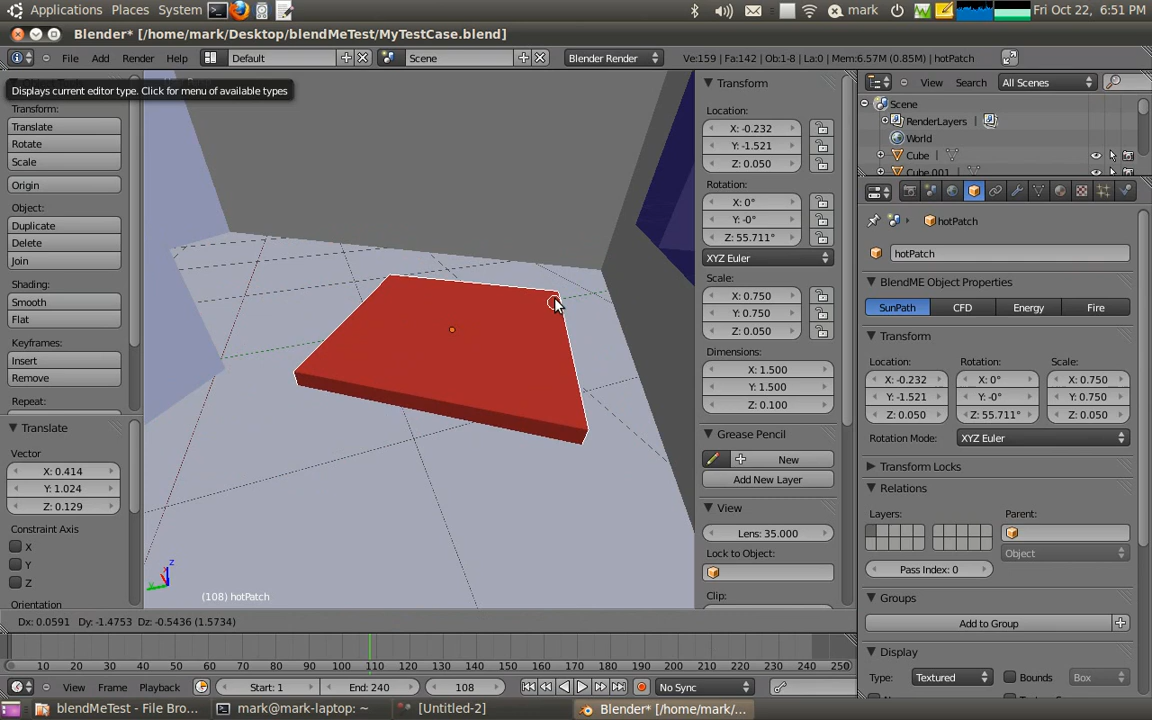 Applications Places System mark Fri Oct 22, 6:51 PM
Blender* [/home/mark/Desktop/blendMeTest/MyTestCase.blend]
File Add Render Help Default Scene Blender Render Ve:159 | Fa:142 | Ob:1-8 | La:0 | Mem:6.57M (0.85M) | hotPatch
Displays current editor type. Click for menu of available types
Transform:
Translate
Rotate
Scale
Origin
Object:
Duplicate
Delete
Join
Shading:
Smooth
Flat
Keyframes:
Insert
Remove
Repeat:
Translate
Vector
X: 0.414
Y: 1.024
Z: 0.129
Constraint Axis
X
Y
Z
Orientation
(108) hotPatch
z
Dx: 0.0591 Dy: -1.4753 Dz: -0.5436 (1.5734)
Transform
Location:
X: -0.232
Y: -1.521
Z: 0.050
Rotation:
X: 0°
Y: -0°
Z: 55.711°
XYZ Euler
Scale:
X: 0.750
Y: 0.750
Z: 0.050
Dimensions:
X: 1.500
Y: 1.500
Z: 0.100
Grease Pencil
New
Add New Layer
View
Lens: 35.000
Lock to Object:
Clip:
View Search All Scenes
Scene
RenderLayers
World
Cube
Cube.001
hotPatch
hotPatch
BlendME Object Properties
SunPath CFD Energy Fire
Transform
Location: Rotation: Scale:
X: -0.232 X: 0° X: 0.750
Y: -1.521 Y: -0° Y: 0.750
Z: 0.050 Z: 55.711° Z: 0.050
Rotation Mode: XYZ Euler
Transform Locks
Relations
Layers: Parent:
Object
Pass Index: 0
Groups
Add to Group
Display
Type: Textured Bounds Box
10 20 30 40 50 60 70 80 90 100 110 120 130 140 150 160 170 180 190 200 210 220 230 240 250
View Frame Playback Start: 1 End: 240 108 No Sync
blendMeTest - File Bro... mark@mark-laptop: ~ [Untitled-2] Blender* [/home/mark/...